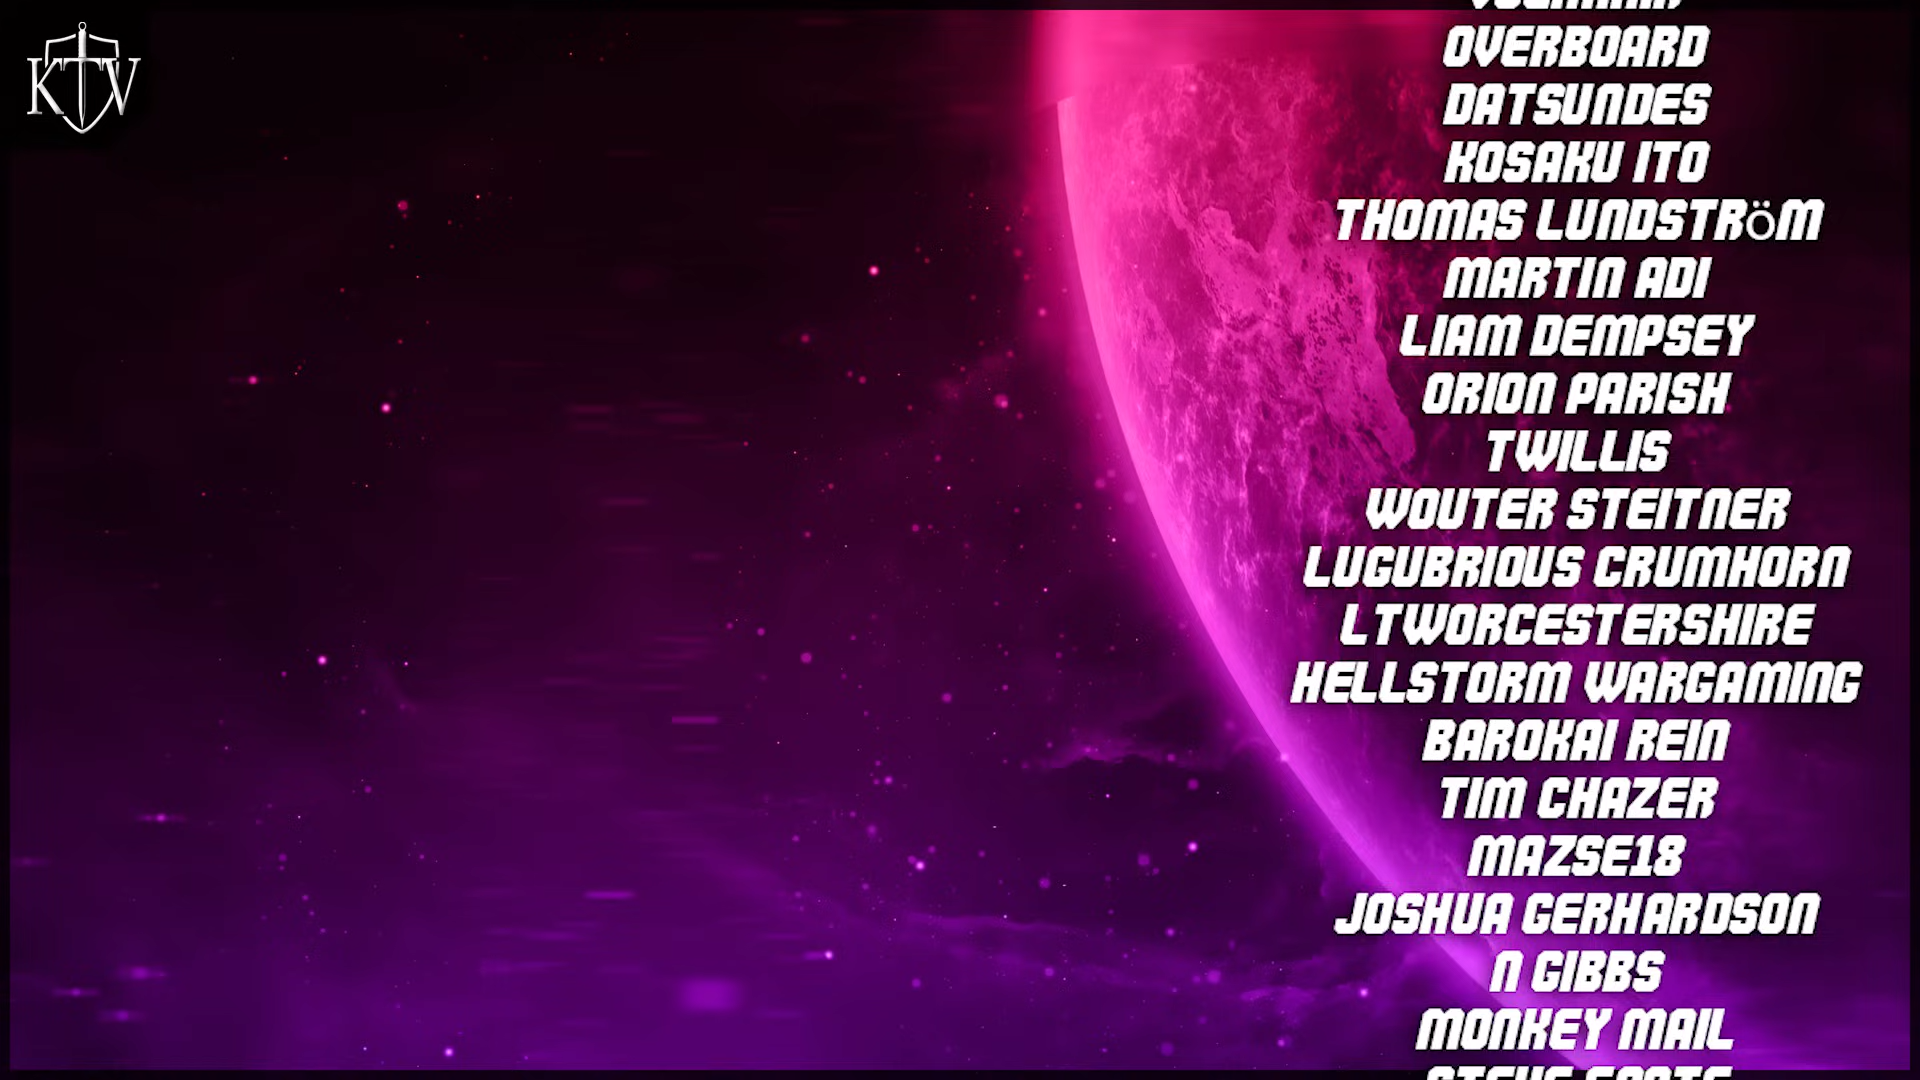 KTV
OVERBOARD
DATSUNDES
KOSAKU ITO
THOMAS LUNDSTRÖM
MARTIN ADI
LIAM DEMPSEY
ORION PARISH
TWILLIS
WOUTER STEITNER
LUGUBRIOUS CRUMHORN
LTWORCESTERSHIRE
HELLSTORM WARGAMING
BAROKAI REIN
TIM CHAZER
MAZSE18
JOSHUA GERHARDSON
N GIBBS
MONKEY MAIL